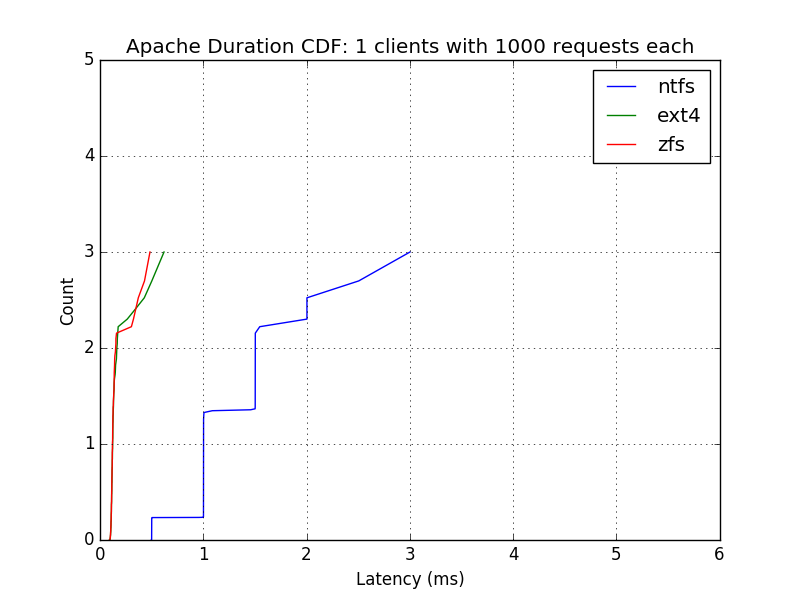 Apache Duration CDF: 1 clients with 1000 requests each
5
4
3
2
1
0
Count
ntfs
ext4
zfs
0 1 2 3 4 5 6
Latency (ms)